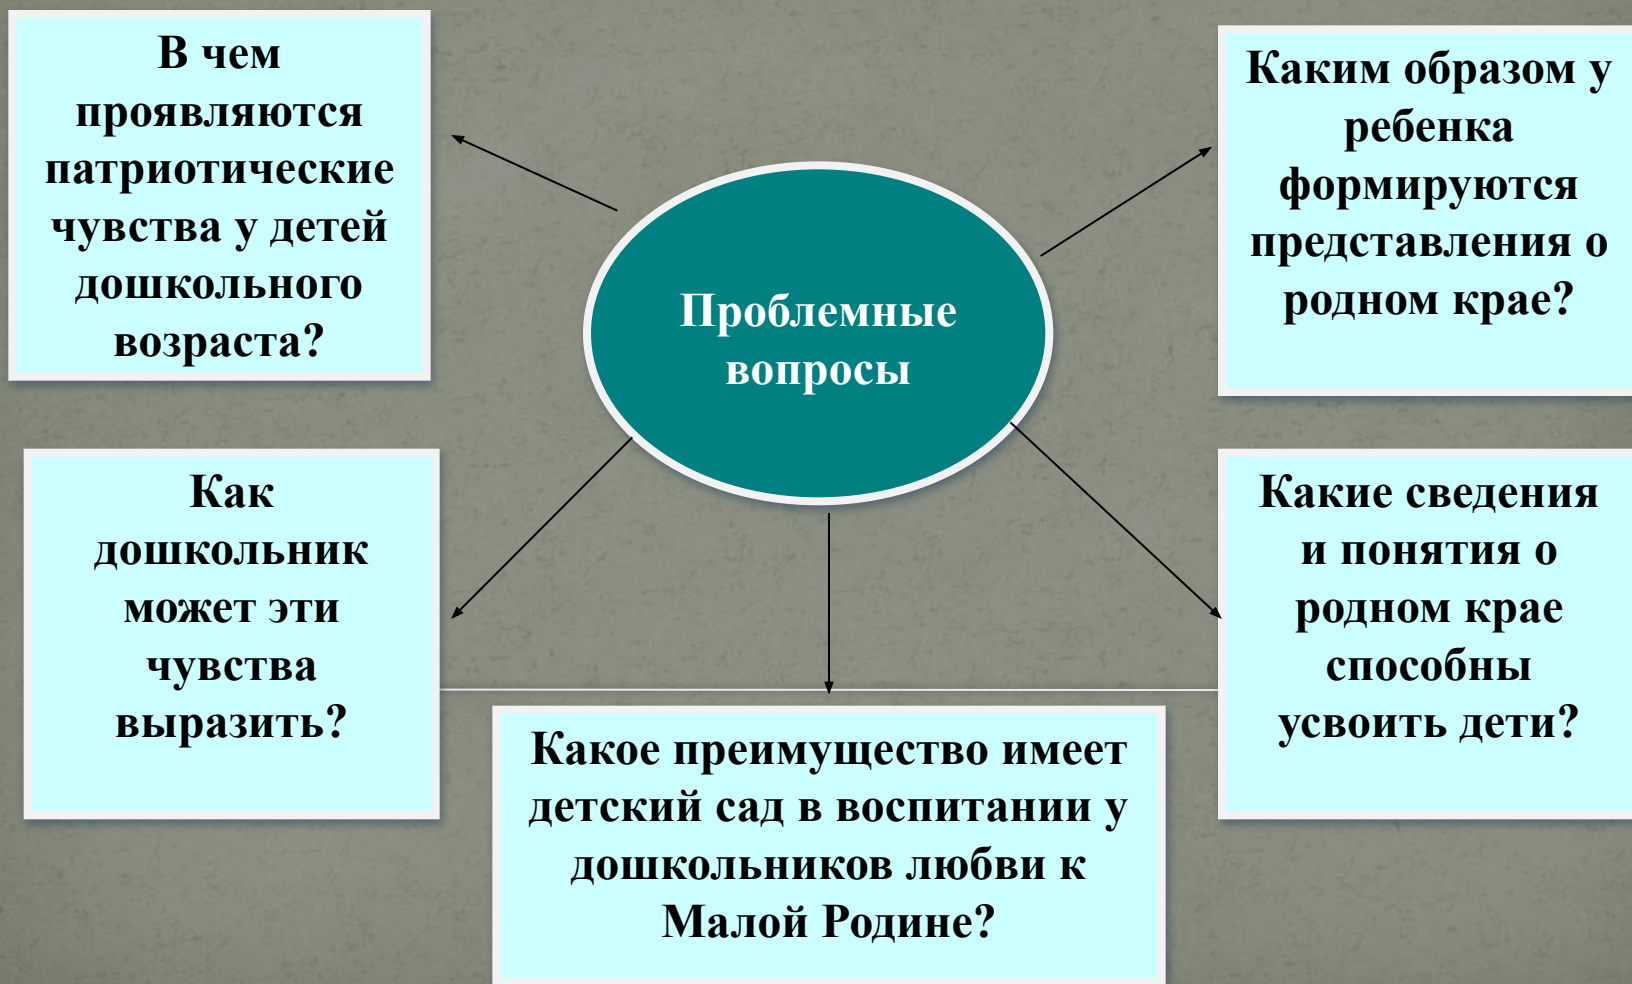 В чем
проявляются
патриотические
чувства у детей
дошкольного
возраста?
Каким образом у
ребенка
формируются
представления о
родном крае?
Проблемные
вопросы
Как
дошкольник
может эти
чувства
выразить?
Какие сведения
и понятия о
родном крае
способны
усвоить дети?
Какое преимущество имеет
детский сад в воспитании у
дошкольников любви к
Малой Родине?